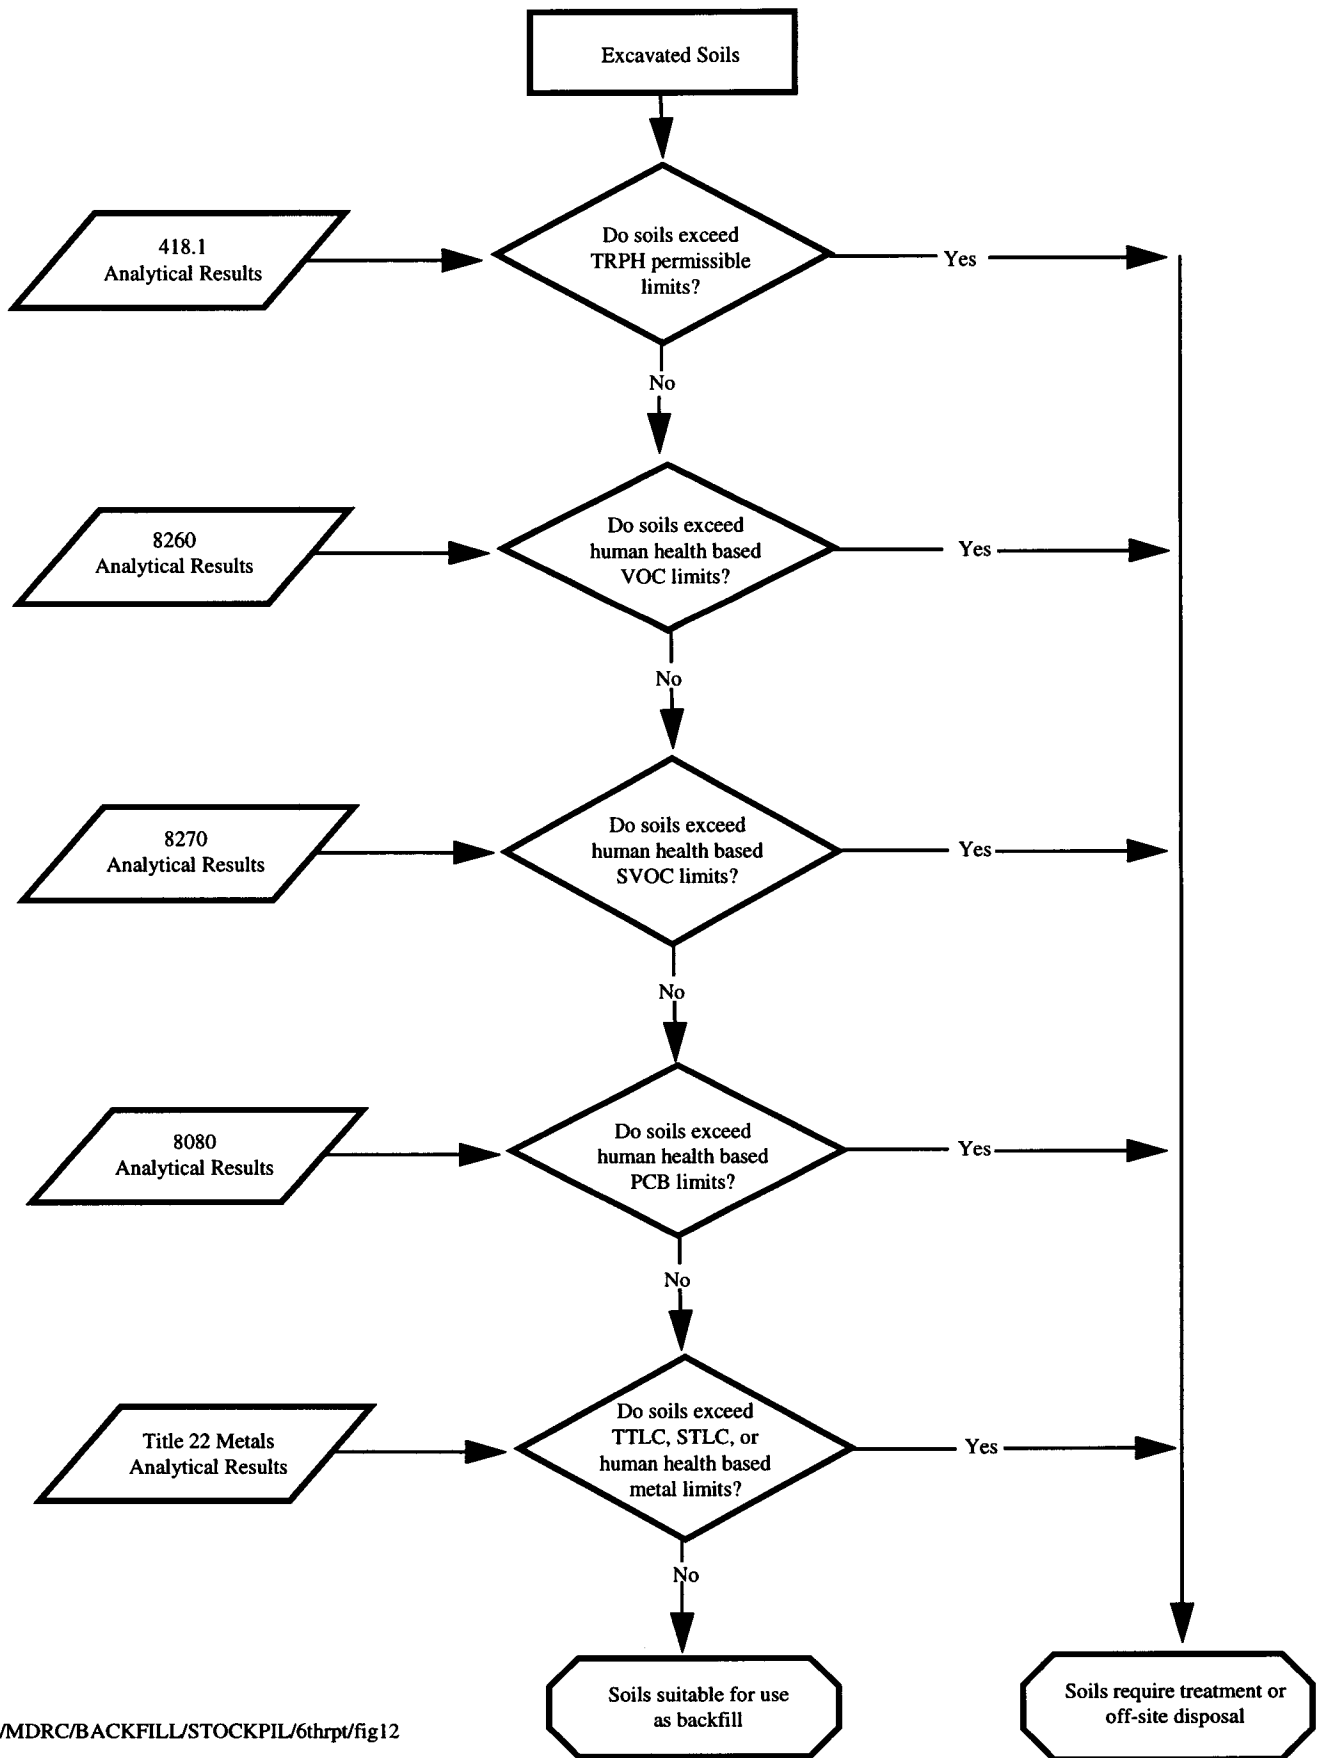 Excavated Soils
418.1
Analytical Results
Do soils exceed
TRPH permissible
limits?
Yes
No
8260
Analytical Results
Do soils exceed
human health based
VOC limits?
Yes
No
8270
Analytical Results
Do soils exceed
human health based
SVOC limits?
Yes
No
8080
Analytical Results
Do soils exceed
human health based
PCB limits?
Yes
No
Title 22 Metals
Analytical Results
Do soils exceed
TTLC, STLC, or
human health based
metal limits?
Yes
No
Soils suitable for use
as backfill
Soils require treatment or
off-site disposal
/MDRC/BACKFILL/STOCKPIL/6thrpt/fig12